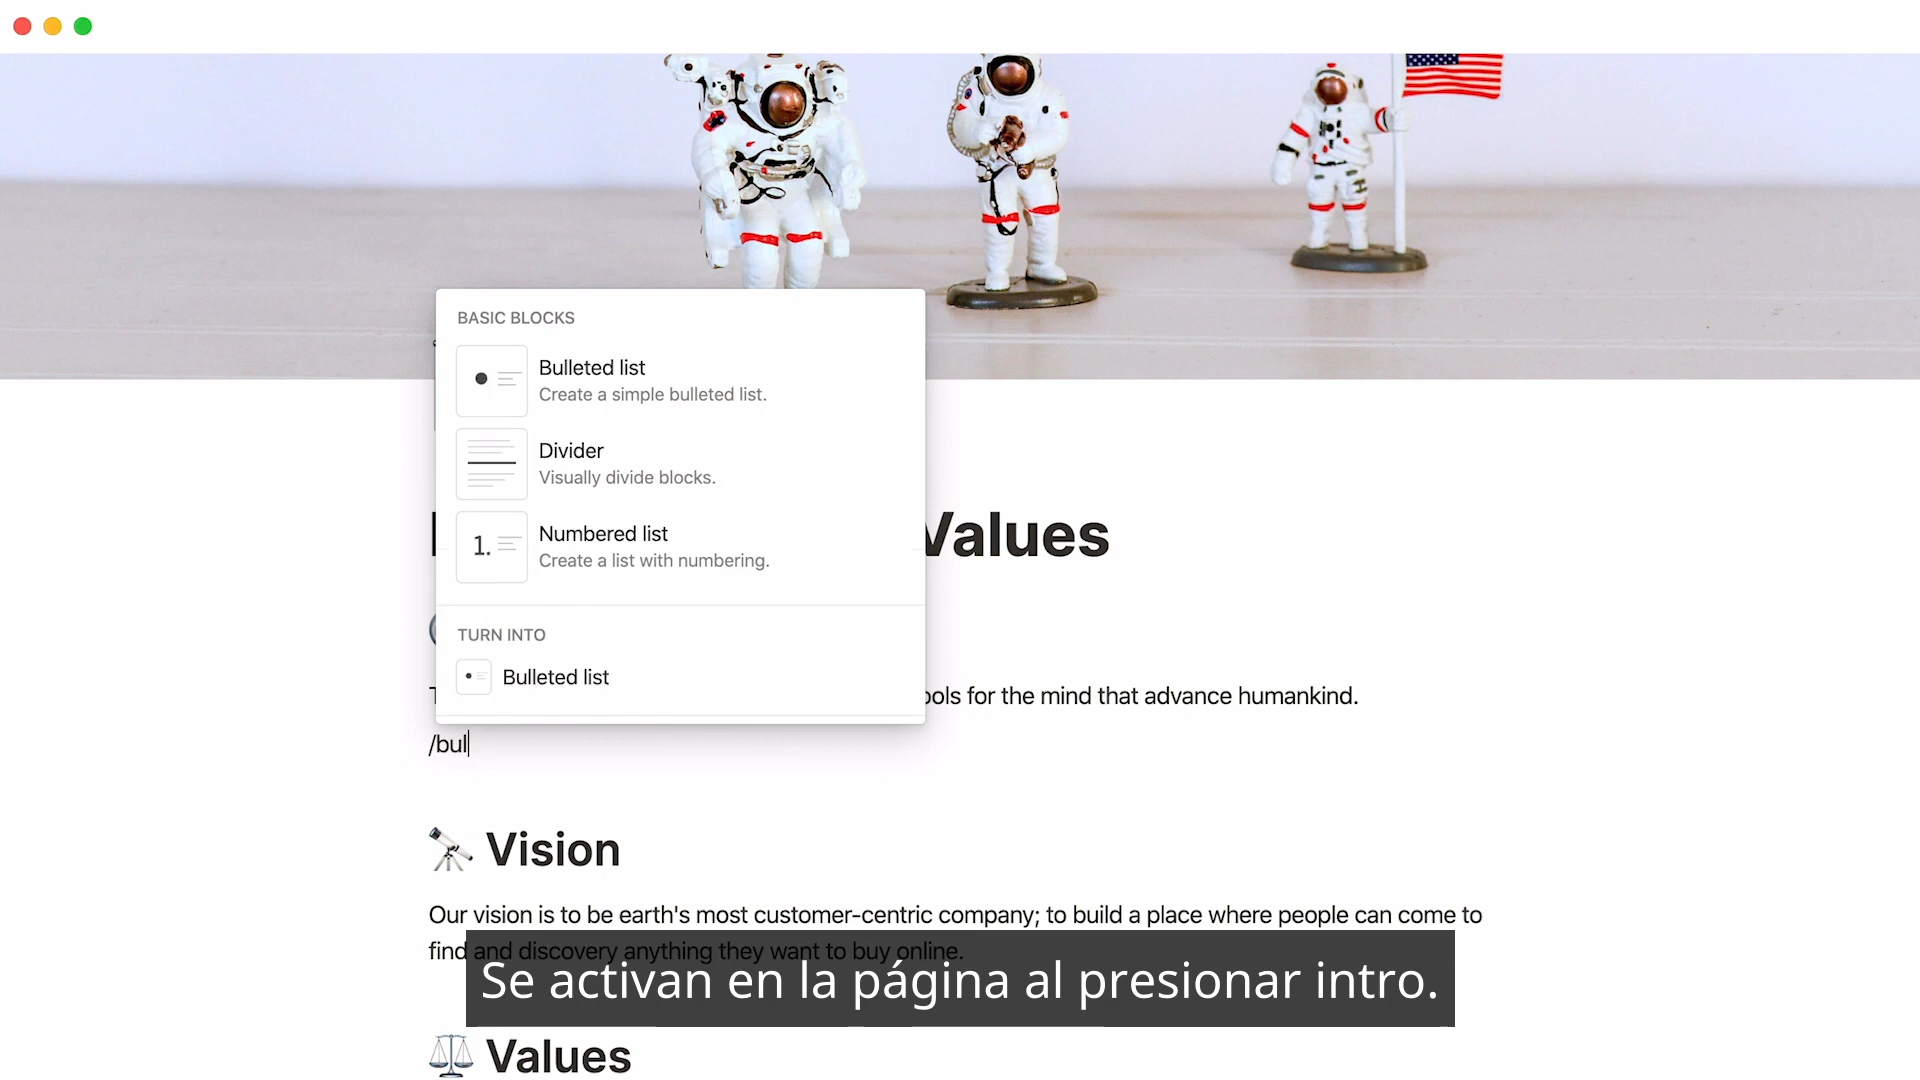 BASIC BLOCKS
Bulleted list
Create a simple bulleted list.
Divider
Visually divide blocks.
1. Numbered list
Create a list with numbering.
Values
TURN INTO
Bulleted list
for the mind that advance humankind.
/bul
Vision
Our vision is to be earth's most customer-centric company; to build a place where people can come to
find and discovery anything they want to buy online.
Se activan en la página al presionar intro.
Values